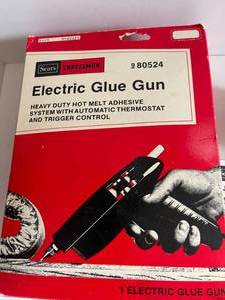 Sears CRAFTSMAN 9 80524
Electric Glue Gun
HEAVY DUTY HOT MELT ADHESIVE
SYSTEM WITH AUTOMATIC THERMOSTAT
AND TRIGGER CONTROL
1 ELECTRIC GLUE GUN